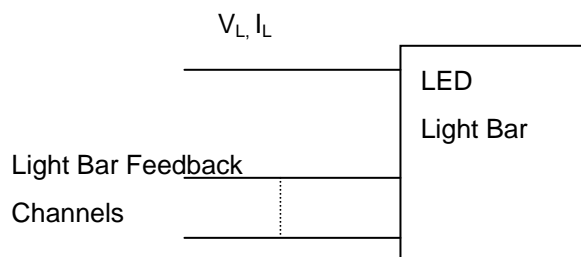 V_L, I_L
LED
Light Bar
Light Bar Feedback
Channels